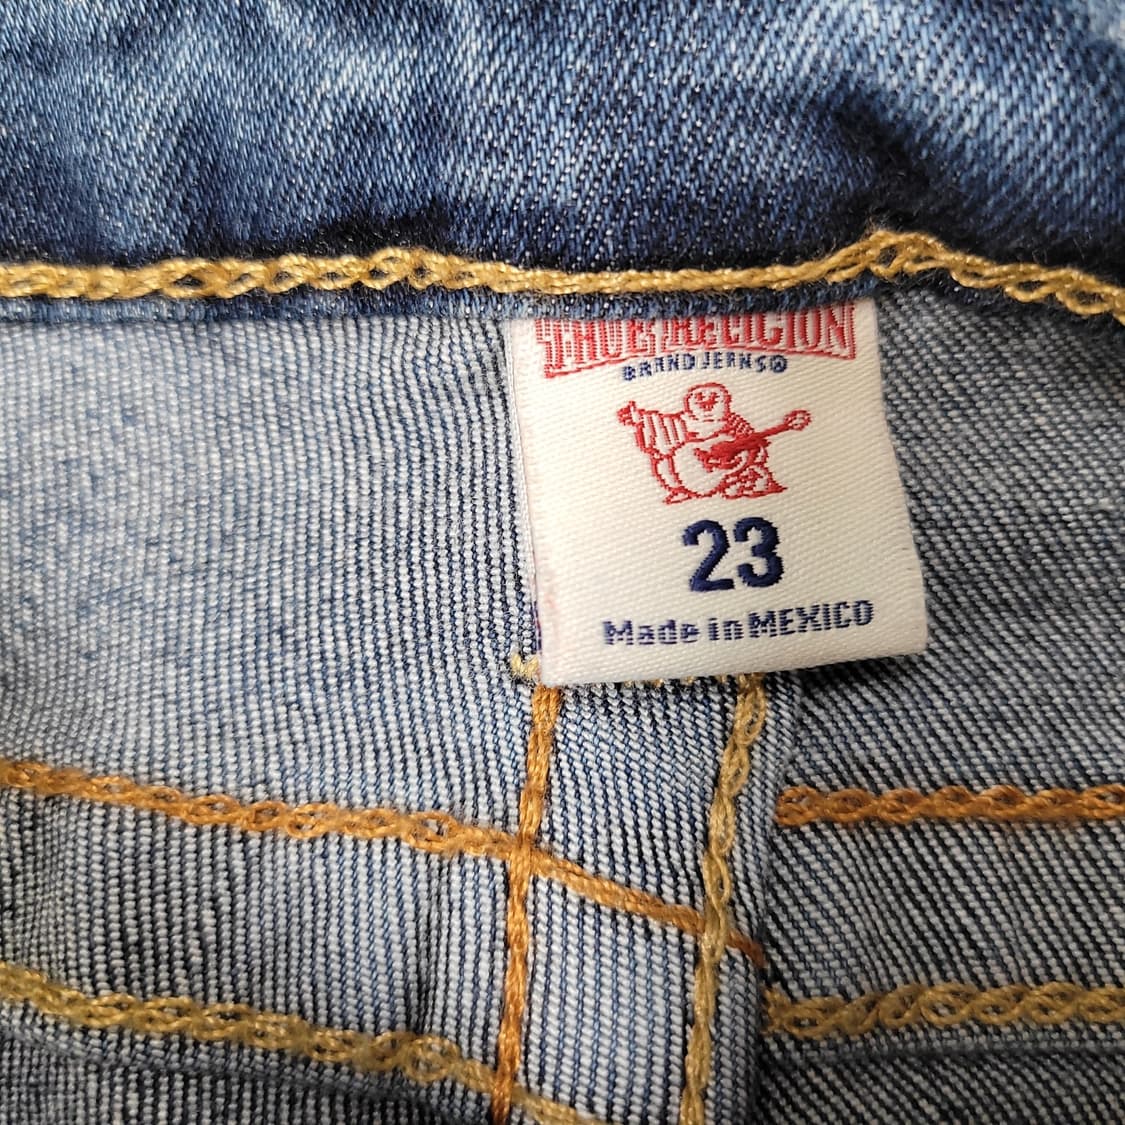 TRUE RELIGION
BRAND JEANS®
23
Made in MEXICO